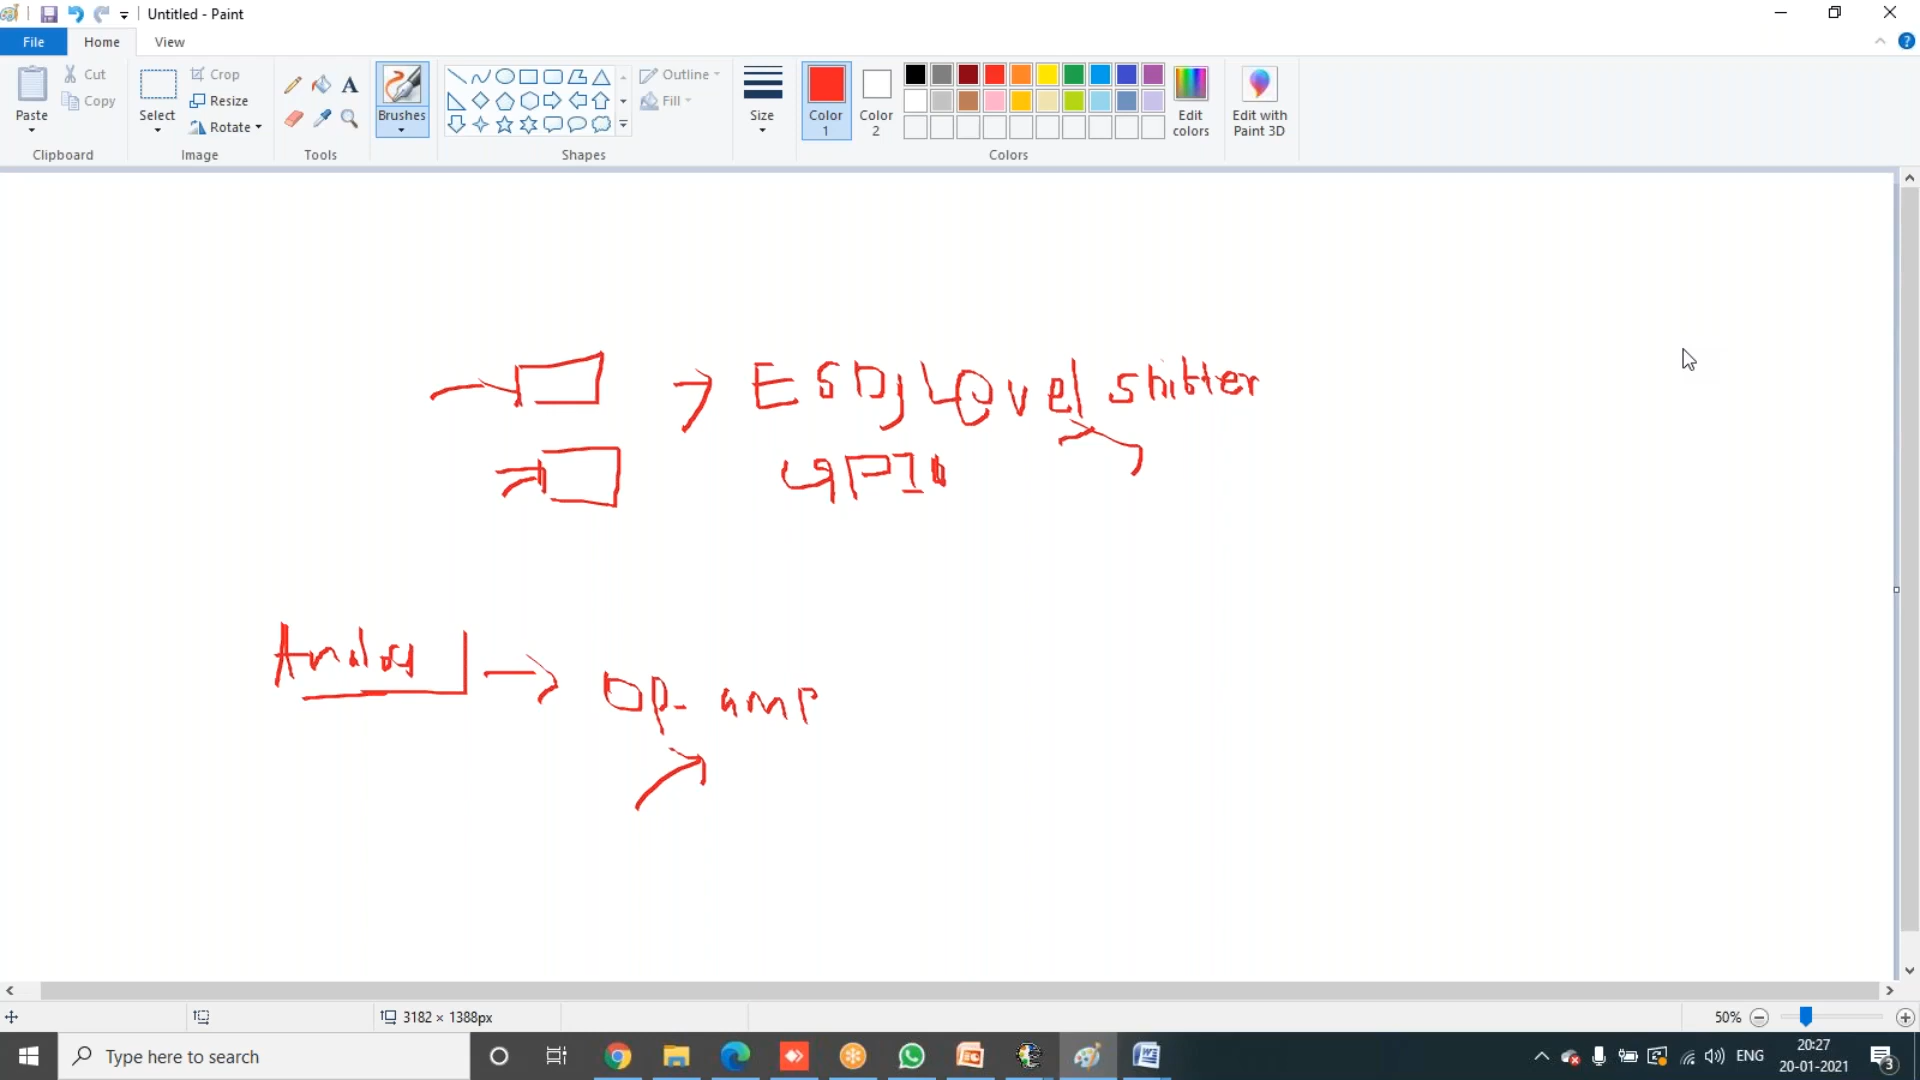 Untitled - Paint
File Home View
Paste
Cut
Copy
Clipboard
Select
Crop
Resize
Rotate
Image
Tools
Brushes
Shapes
Outline
Fill
Size
Color 1
Color 2
Edit colors
Edit with Paint 3D
Colors
ESD, Level shifter
GPIO
Analog
Op-amp
3182 × 1388px
50%
Type here to search
ENG
20:27
20-01-2021
3